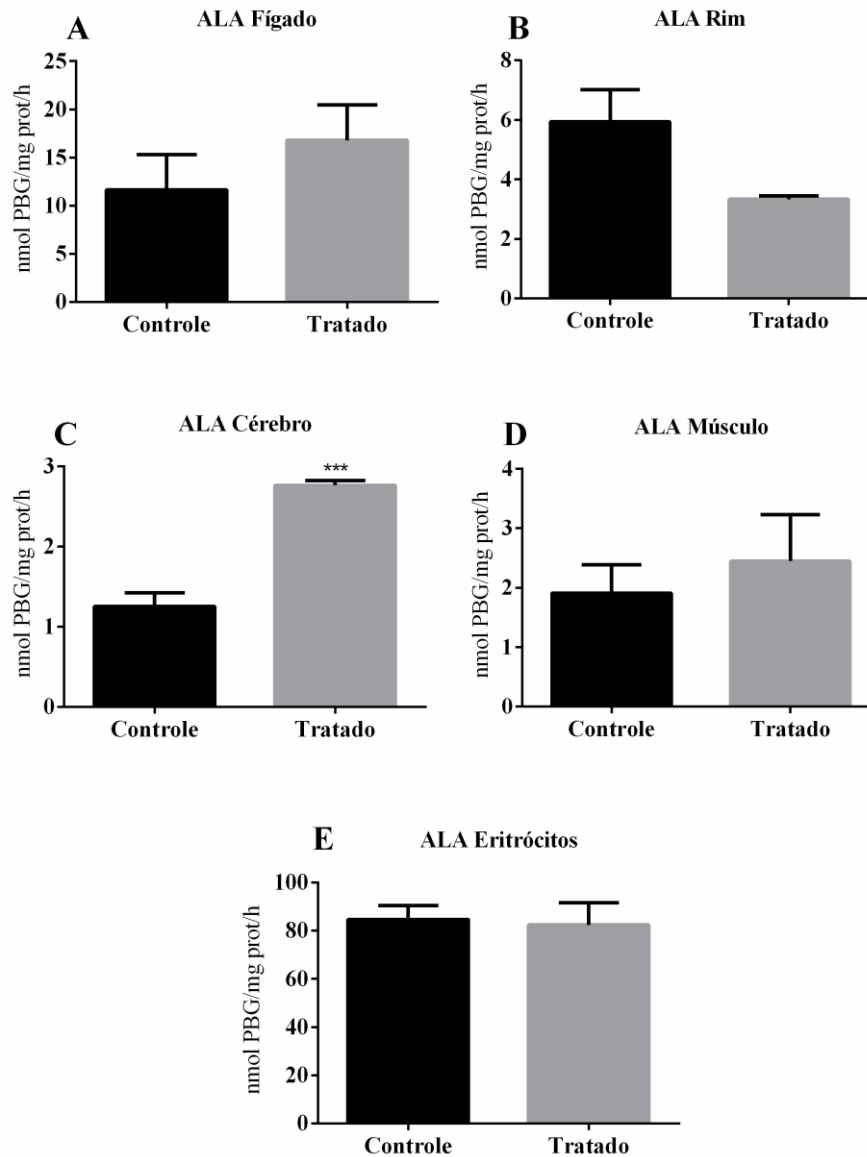 A
ALA Fígado
nmol PBG/mg prot/h
25
20
15
10
5
0
Controle
Tratado
B
ALA Rim
nmol PBG/mg prot/h
8
6
4
2
0
Controle
Tratado
C
ALA Cérebro
nmol PBG/mg prot/h
3
2
1
0
***
Controle
Tratado
D
ALA Músculo
nmol PBG/mg prot/h
4
3
2
1
0
Controle
Tratado
E
ALA Eritrócitos
nmol PBG/mg prot/h
100
80
60
40
20
0
Controle
Tratado